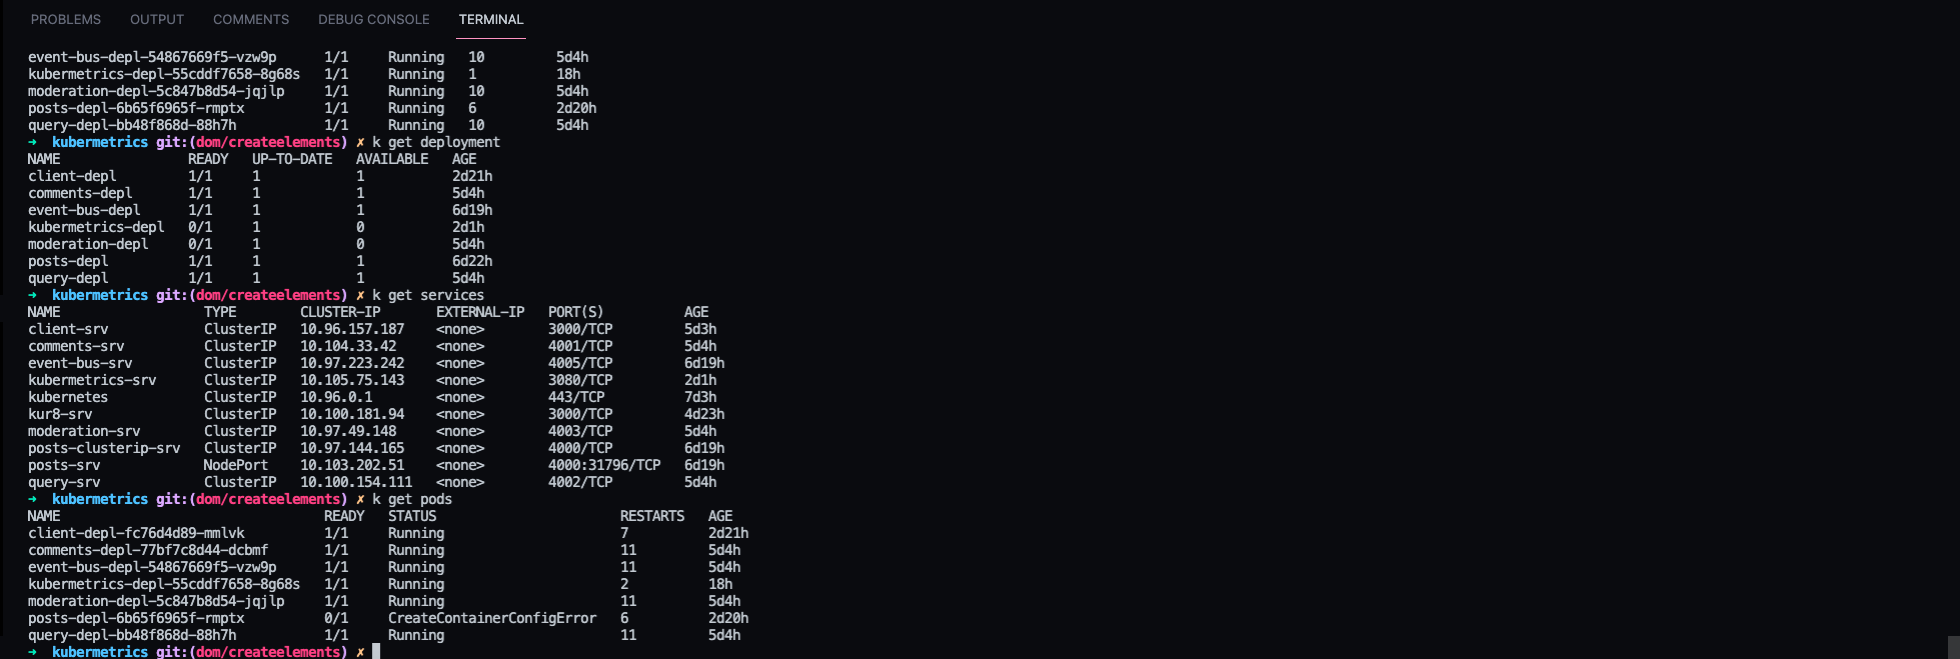 PROBLEMS OUTPUT COMMENTS DEBUG CONSOLE TERMINAL
event-bus-depl-54867669f5-vzw9p 1/1 Running 10 5d4h
kubermetrics-depl-55cddf7658-8g68s 1/1 Running 1 18h
moderation-depl-5c847b8d54-jqjlp 1/1 Running 10 5d4h
posts-depl-6b65f6965f-rmptx 1/1 Running 6 2d20h
query-depl-bb48f868d-88h7h 1/1 Running 10 5d4h
→ kubermetrics git:(dom/createelements) ✗ k get deployment
NAME READY UP-TO-DATE AVAILABLE AGE
client-depl 1/1 1 1 2d21h
comments-depl 1/1 1 1 5d4h
event-bus-depl 1/1 1 1 6d19h
kubermetrics-depl 0/1 1 0 2d1h
moderation-depl 0/1 1 0 5d4h
posts-depl 1/1 1 1 6d22h
query-depl 1/1 1 1 5d4h
→ kubermetrics git:(dom/createelements) ✗ k get services
NAME TYPE CLUSTER-IP EXTERNAL-IP PORT(S) AGE
client-srv ClusterIP 10.96.157.187 <none> 3000/TCP 5d3h
comments-srv ClusterIP 10.104.33.42 <none> 4001/TCP 5d4h
event-bus-srv ClusterIP 10.97.223.242 <none> 4005/TCP 6d19h
kubermetrics-srv ClusterIP 10.105.75.143 <none> 3080/TCP 2d1h
kubernetes ClusterIP 10.96.0.1 <none> 443/TCP 7d3h
kur8-srv ClusterIP 10.100.181.94 <none> 3000/TCP 4d23h
moderation-srv ClusterIP 10.97.49.148 <none> 4003/TCP 5d4h
posts-clusterip-srv ClusterIP 10.97.144.165 <none> 4000/TCP 6d19h
posts-srv NodePort 10.103.202.51 <none> 4000:31796/TCP 6d19h
query-srv ClusterIP 10.100.154.111 <none> 4002/TCP 5d4h
→ kubermetrics git:(dom/createelements) ✗ k get pods
NAME READY STATUS RESTARTS AGE
client-depl-fc76d4d89-mmlvk 1/1 Running 7 2d21h
comments-depl-77bf7c8d44-dcbmf 1/1 Running 11 5d4h
event-bus-depl-54867669f5-vzw9p 1/1 Running 11 5d4h
kubermetrics-depl-55cddf7658-8g68s 1/1 Running 2 18h
moderation-depl-5c847b8d54-jqjlp 1/1 Running 11 5d4h
posts-depl-6b65f6965f-rmptx 0/1 CreateContainerConfigError 6 2d20h
query-depl-bb48f868d-88h7h 1/1 Running 11 5d4h
→ kubermetrics git:(dom/createelements) ✗